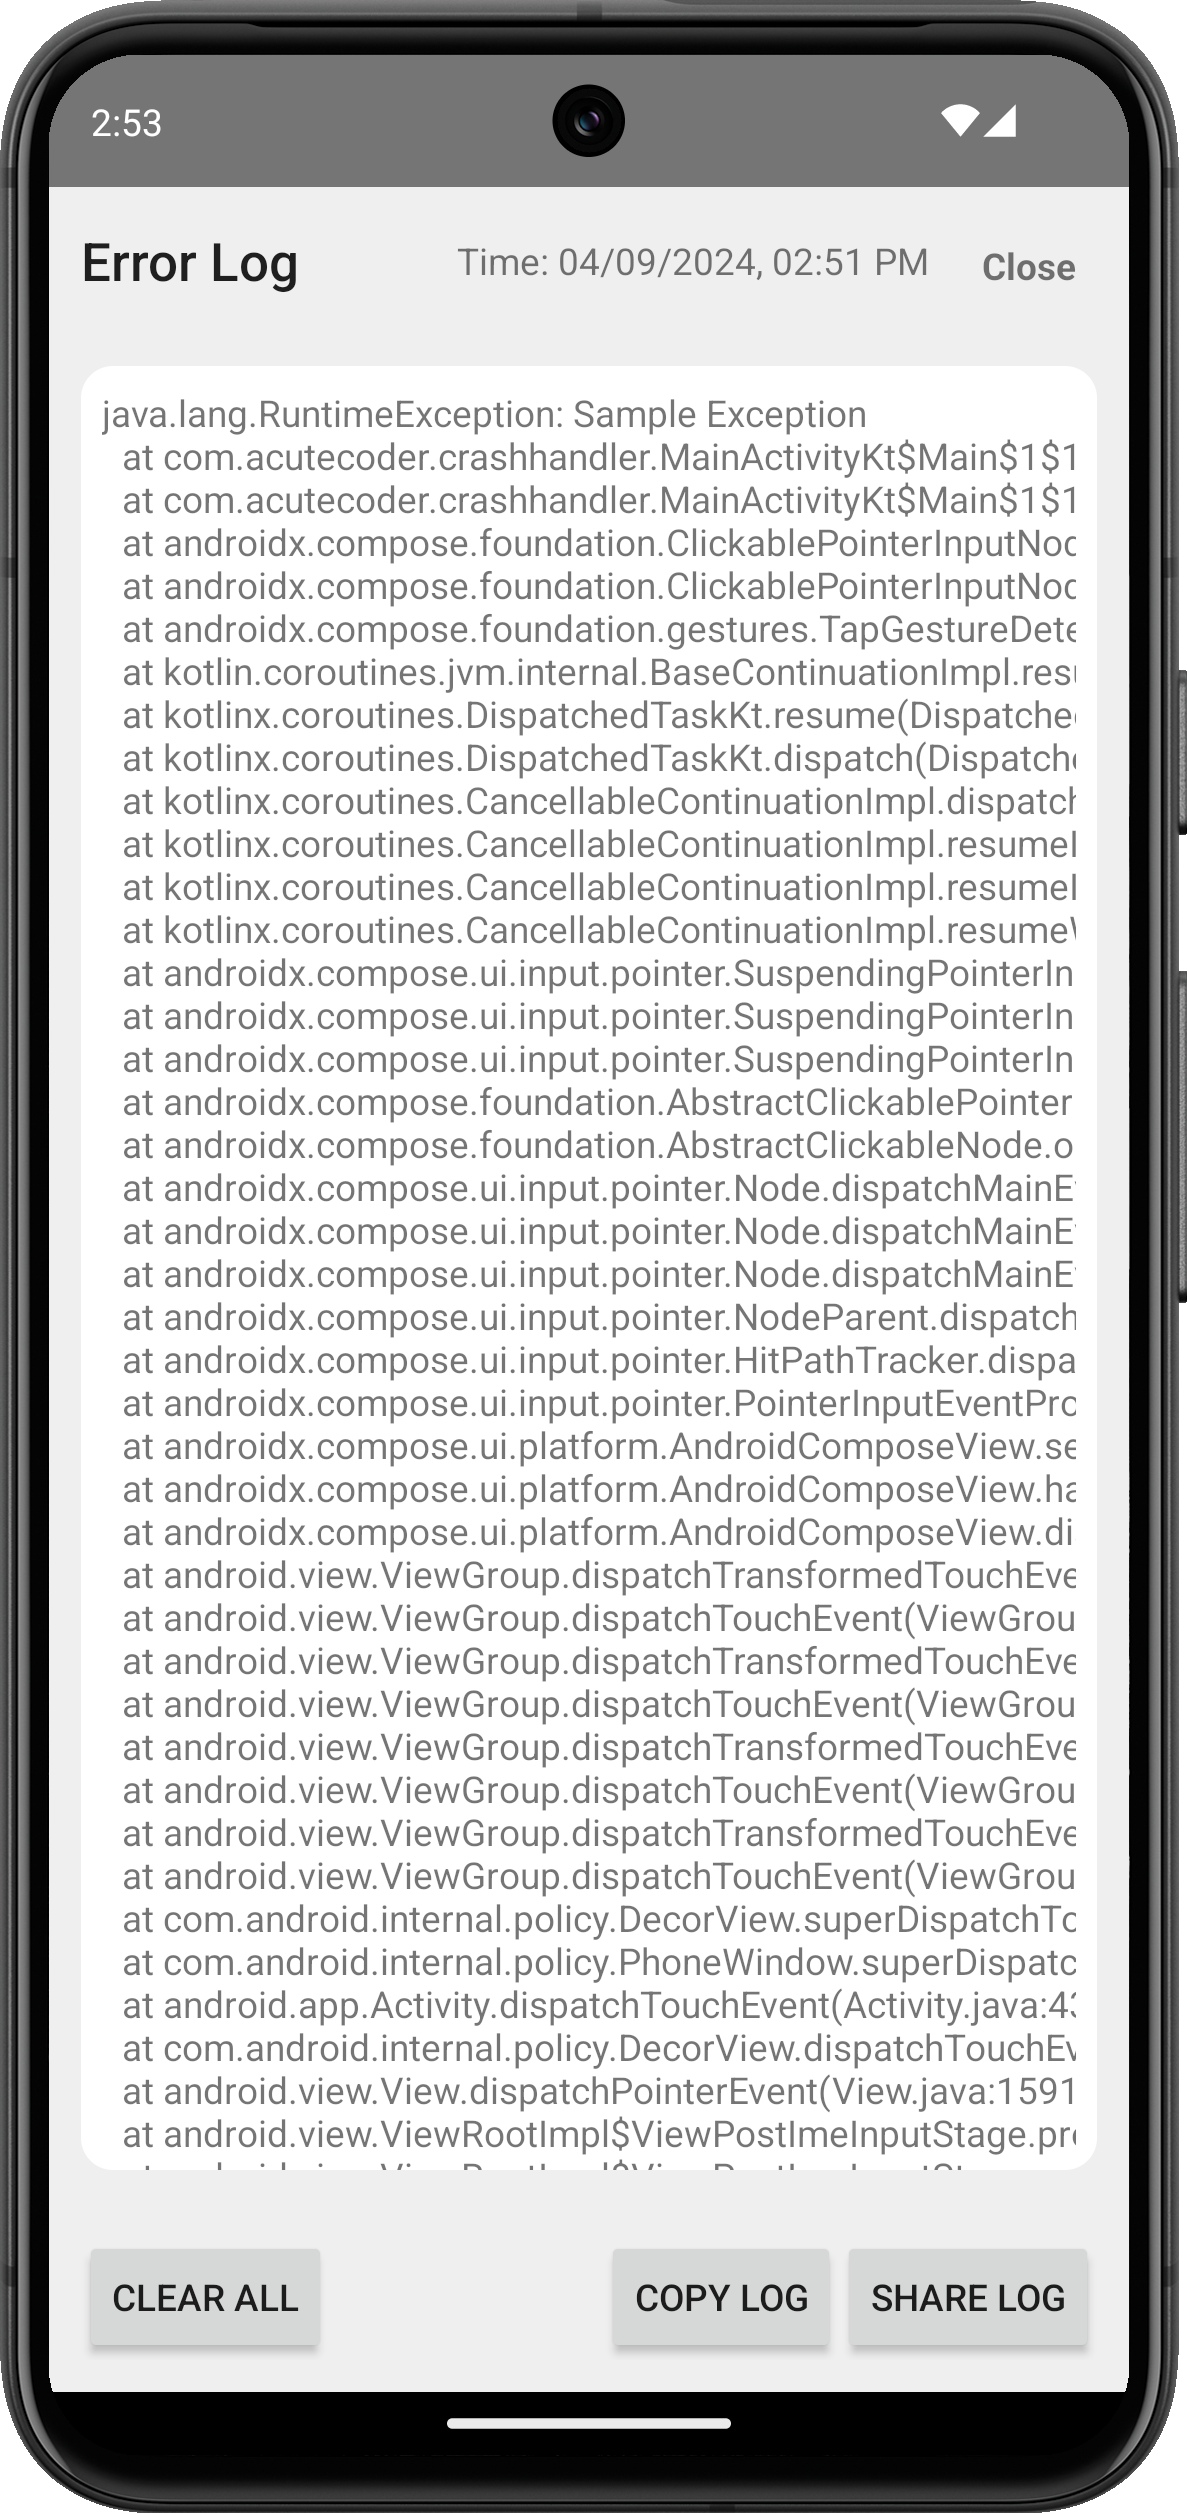 2:53
Error Log
Time: 04/09/2024, 02:51 PM
Close
java.lang.RuntimeException: Sample Exception
at com.acutecoder.crashhandler.MainActivityKt$Main$1$1
at com.acutecoder.crashhandler.MainActivityKt$Main$1$1
at androidx.compose.foundation.ClickablePointerInputNod
at androidx.compose.foundation.ClickablePointerInputNod
at androidx.compose.foundation.gestures.TapGestureDete
at kotlin.coroutines.jvm.internal.BaseContinuationImpl.resu
at kotlinx.coroutines.DispatchedTaskKt.resume(Dispatched
at kotlinx.coroutines.DispatchedTaskKt.dispatch(Dispatche
at kotlinx.coroutines.CancellableContinuationImpl.dispatch
at kotlinx.coroutines.CancellableContinuationImpl.resumeI
at kotlinx.coroutines.CancellableContinuationImpl.resumeI
at kotlinx.coroutines.CancellableContinuationImpl.resumeW
at androidx.compose.ui.input.pointer.SuspendingPointerIn
at androidx.compose.ui.input.pointer.SuspendingPointerIn
at androidx.compose.ui.input.pointer.SuspendingPointerIn
at androidx.compose.foundation.AbstractClickablePointer
at androidx.compose.foundation.AbstractClickableNode.o
at androidx.compose.ui.input.pointer.Node.dispatchMainEv
at androidx.compose.ui.input.pointer.Node.dispatchMainEv
at androidx.compose.ui.input.pointer.Node.dispatchMainEv
at androidx.compose.ui.input.pointer.NodeParent.dispatch
at androidx.compose.ui.input.pointer.HitPathTracker.dispa
at androidx.compose.ui.input.pointer.PointerInputEventPro
at androidx.compose.ui.platform.AndroidComposeView.se
at androidx.compose.ui.platform.AndroidComposeView.ha
at androidx.compose.ui.platform.AndroidComposeView.di
at android.view.ViewGroup.dispatchTransformedTouchEve
at android.view.ViewGroup.dispatchTouchEvent(ViewGrou
at android.view.ViewGroup.dispatchTransformedTouchEve
at android.view.ViewGroup.dispatchTouchEvent(ViewGrou
at android.view.ViewGroup.dispatchTransformedTouchEve
at android.view.ViewGroup.dispatchTouchEvent(ViewGrou
at android.view.ViewGroup.dispatchTransformedTouchEve
at android.view.ViewGroup.dispatchTouchEvent(ViewGrou
at com.android.internal.policy.DecorView.superDispatchTo
at com.android.internal.policy.PhoneWindow.superDispatc
at android.app.Activity.dispatchTouchEvent(Activity.java:43
at com.android.internal.policy.DecorView.dispatchTouchEv
at android.view.View.dispatchPointerEvent(View.java:1591
at android.view.ViewRootImpl$ViewPostImeInputStage.pro
CLEAR ALL
COPY LOG
SHARE LOG